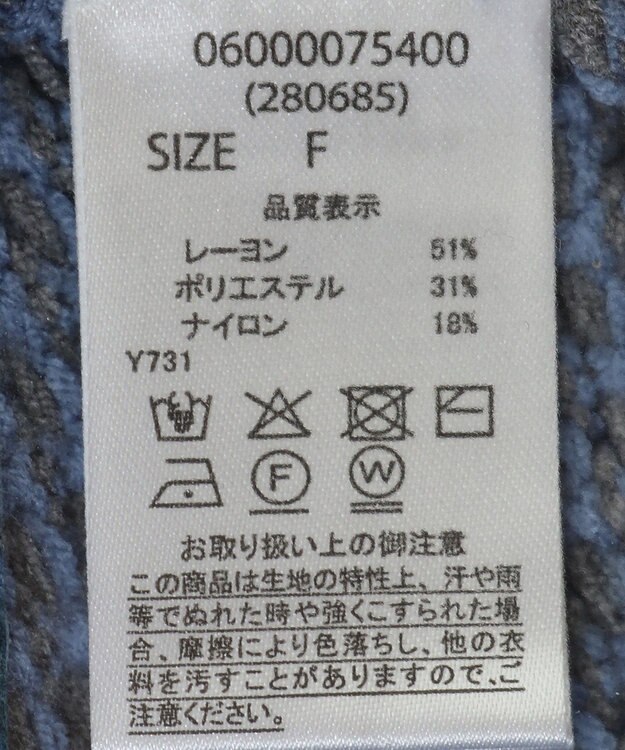 06000075400
(280685)
SIZE F
品質表示
レーヨン 51%
ポリエステル 31%
ナイロン 18%
Y731
F W
お取り扱い上の御注意
この商品は生地の特性上、汗や雨
等でぬれた時や強くこすられた場
合、摩擦により色落ちし、他の衣
料を汚すことがありますので、ご
注意ください。